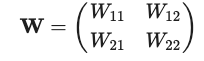 W = ( W₁₁ W₁₂
W₂₁ W₂₂ )